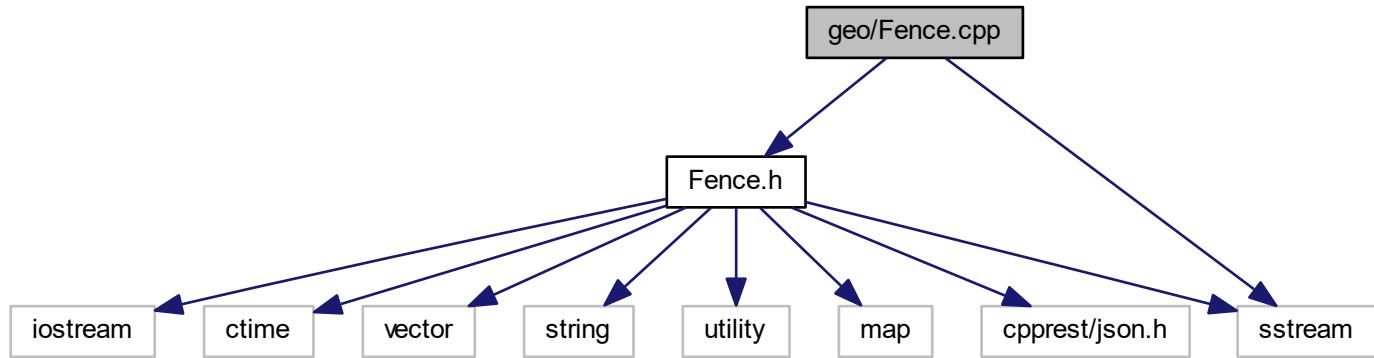 geo/Fence.cpp
Fence.h
iostream
ctime
vector
string
utility
map
cpprest/json.h
sstream